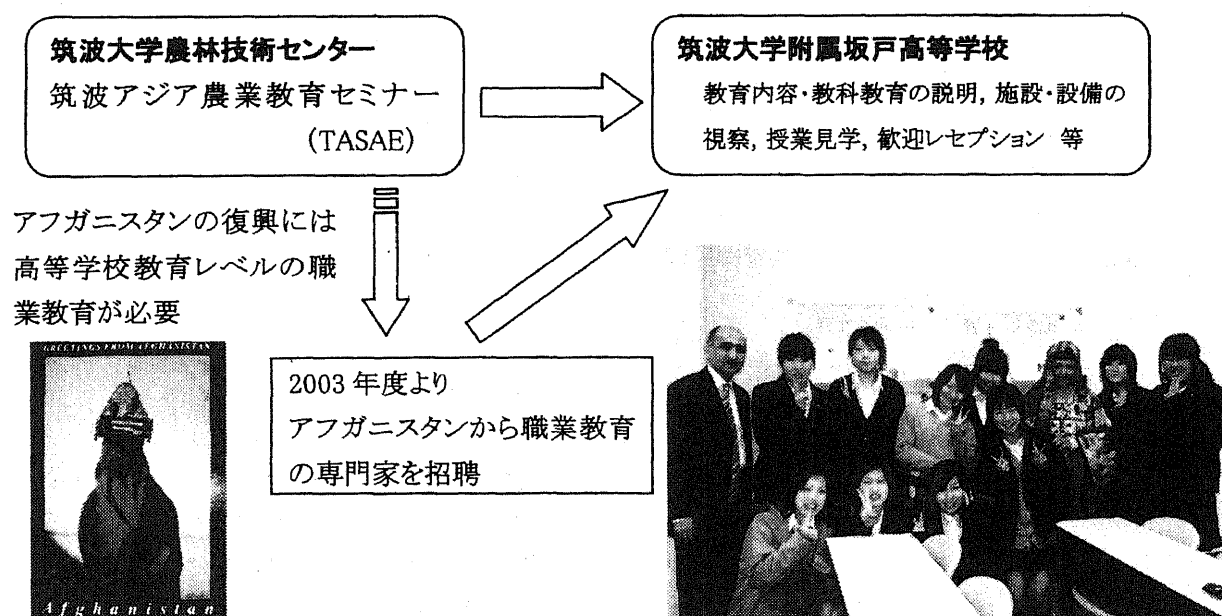 筑波大学農林技術センター
筑波アジア農業教育セミナー
(TASAE)
筑波大学附属坂戸高等学校
教育内容・教科教育の説明, 施設・設備の
視察, 授業見学, 歓迎レセプション 等
アフガニスタンの復興には
高等学校教育レベルの職
業教育が必要
2003 年度より
アフガニスタンから職業教育
の専門家を招聘
GREETINGS FROM AFGHANISTAN
Afghanistan